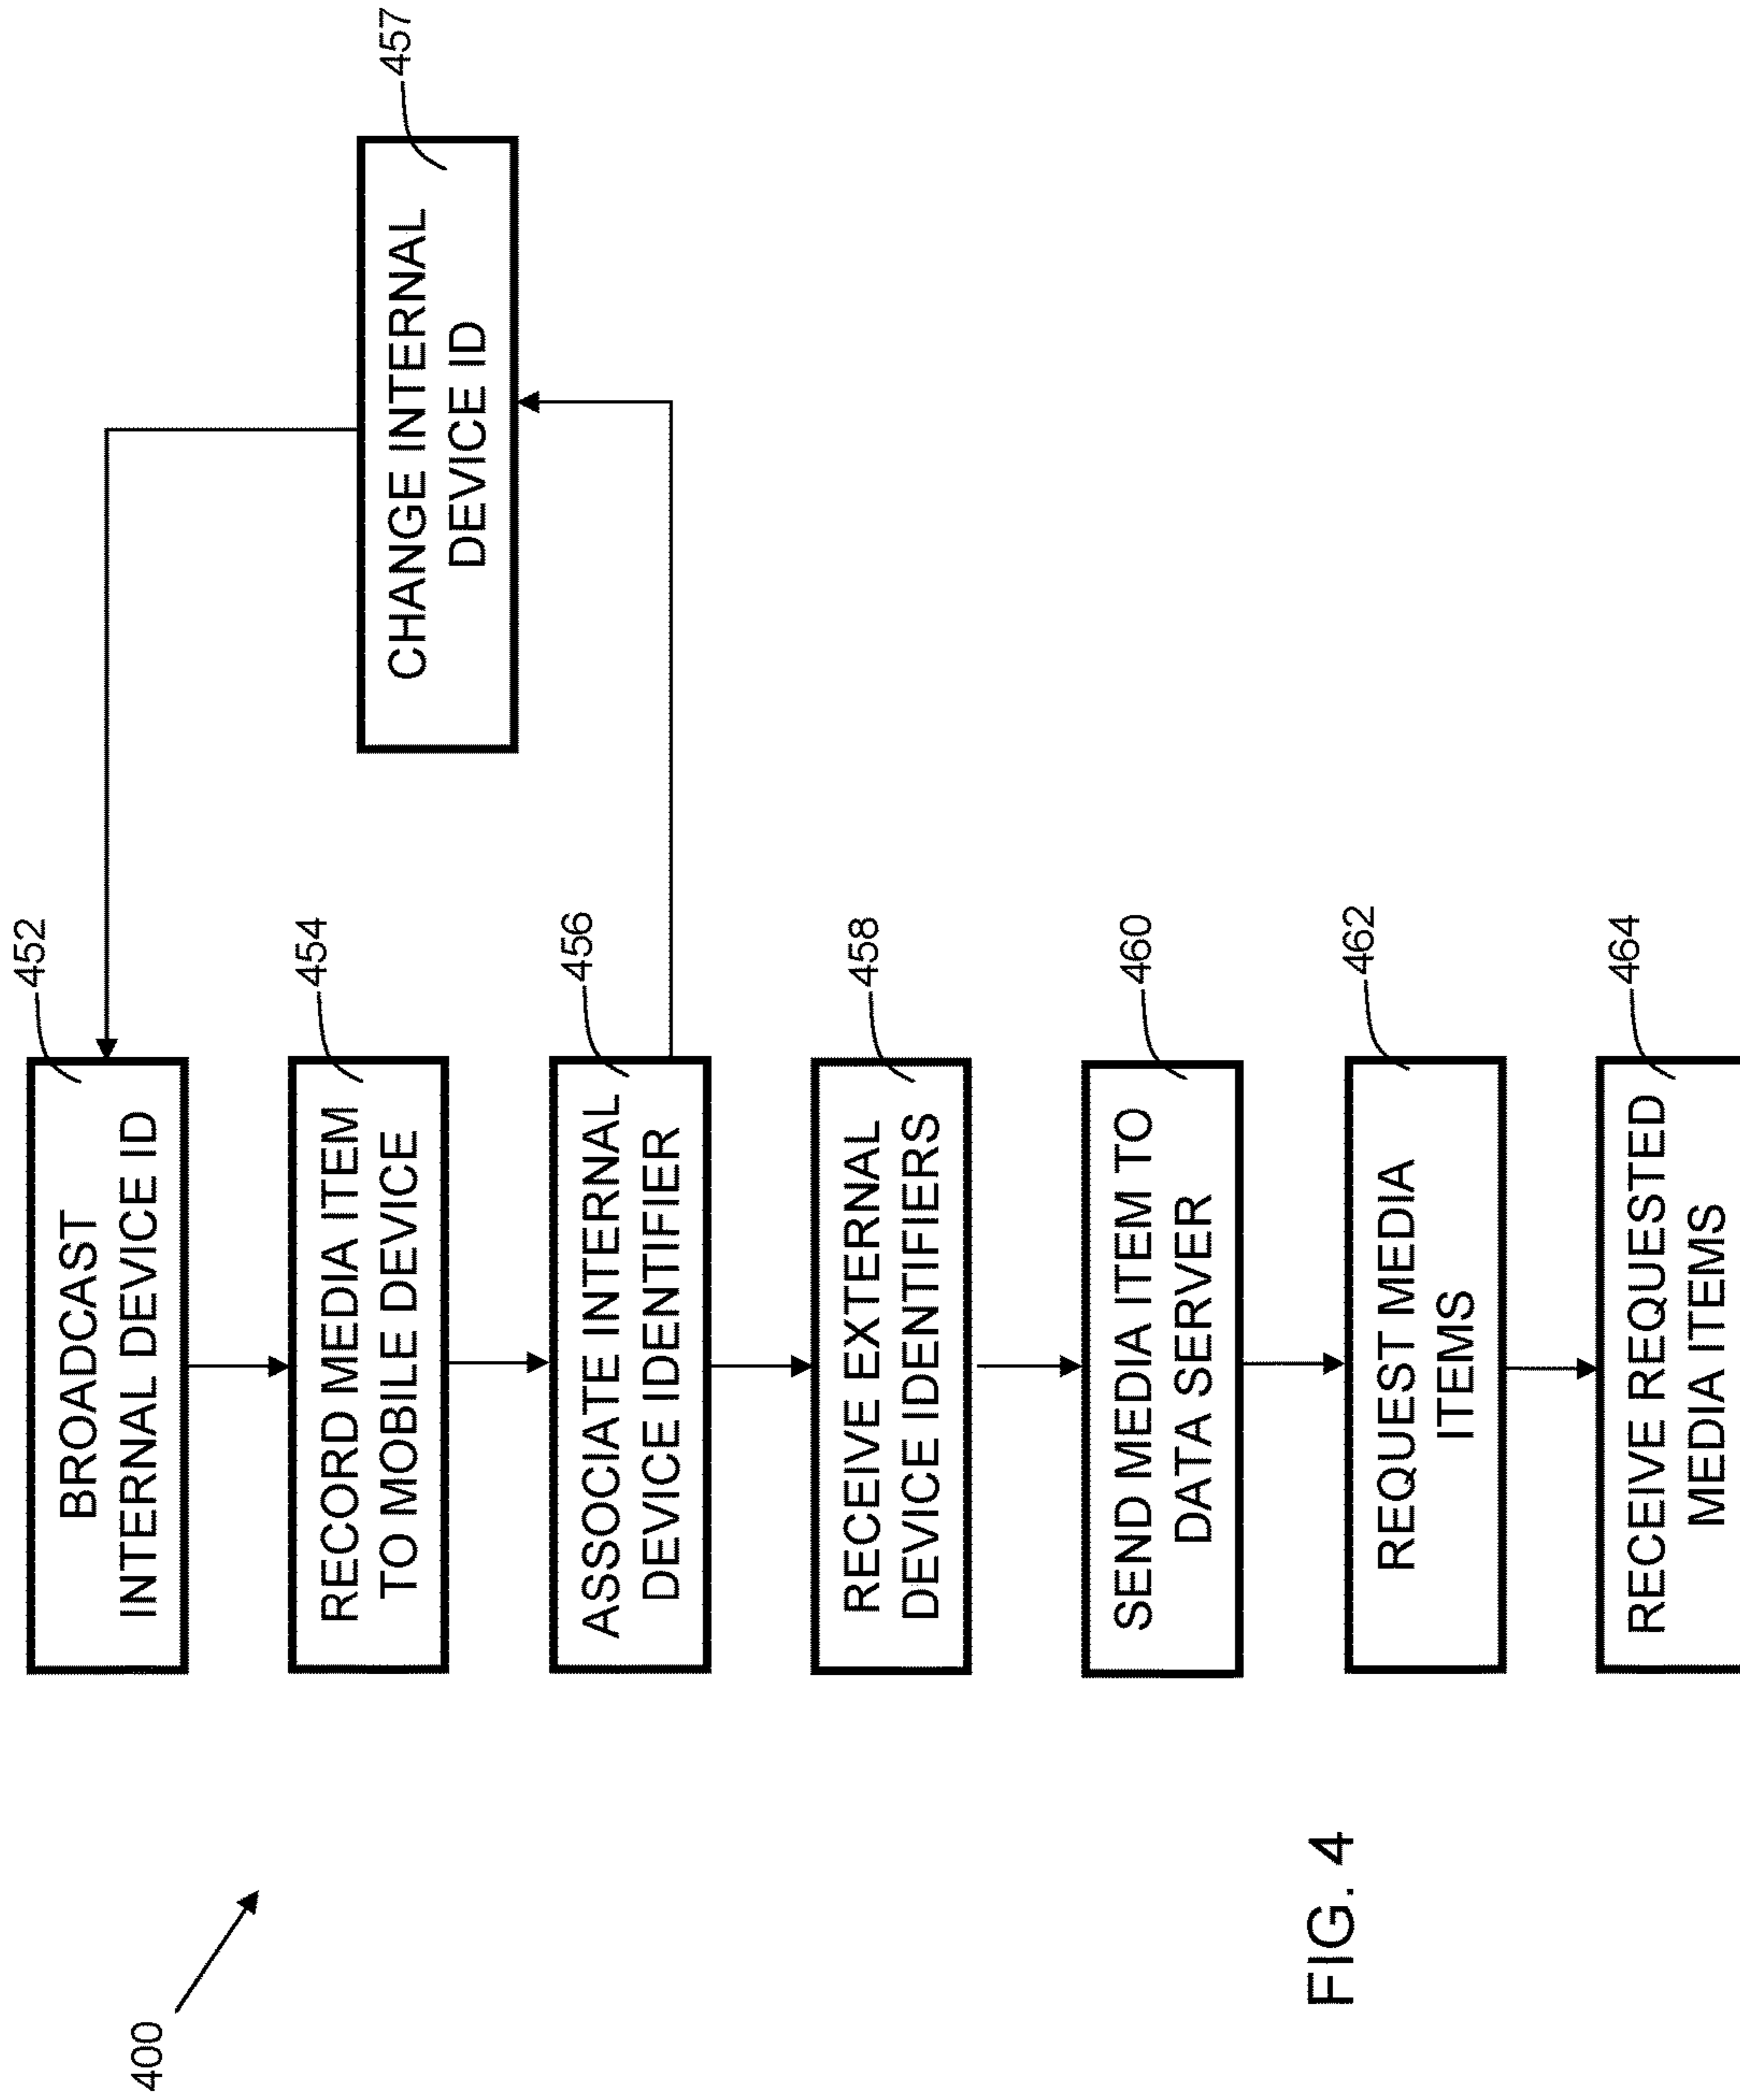 400
452
BROADCAST
INTERNAL DEVICE ID
454
RECORD MEDIA ITEM
TO MOBILE DEVICE
456
ASSOCIATE INTERNAL
DEVICE IDENTIFIER
457
CHANGE INTERNAL
DEVICE ID
458
RECEIVE EXTERNAL
DEVICE IDENTIFIERS
460
SEND MEDIA ITEM TO
DATA SERVER
462
REQUEST MEDIA
ITEMS
464
RECEIVE REQUESTED
MEDIA ITEMS
FIG. 4